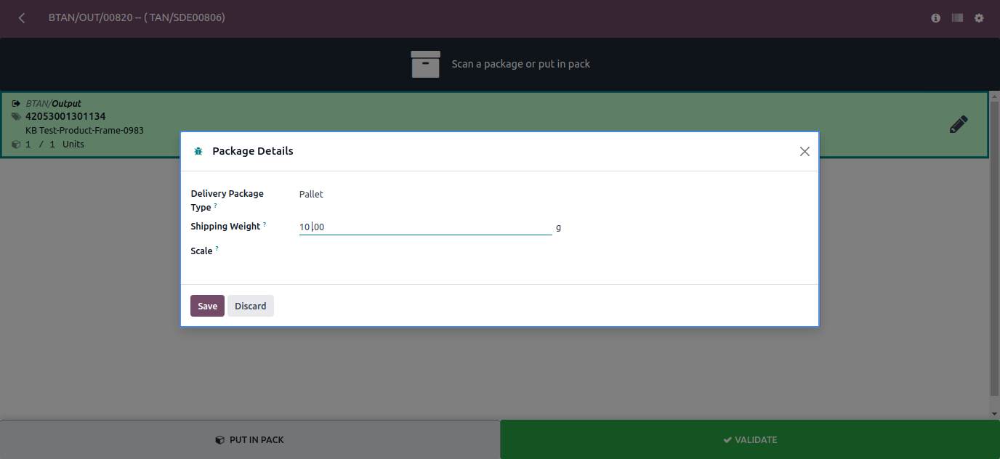 BTAN/OUT/00820 -- ( TAN/SDE00806)
Scan a package or put in pack
BTAN/Output
42053001301134
KB Test-Product-Frame-0983
1 / 1 Units
Package Details
Delivery Package Type ?
Pallet
Shipping Weight ?
10.00 g
Scale ?
Save
Discard
PUT IN PACK
VALIDATE